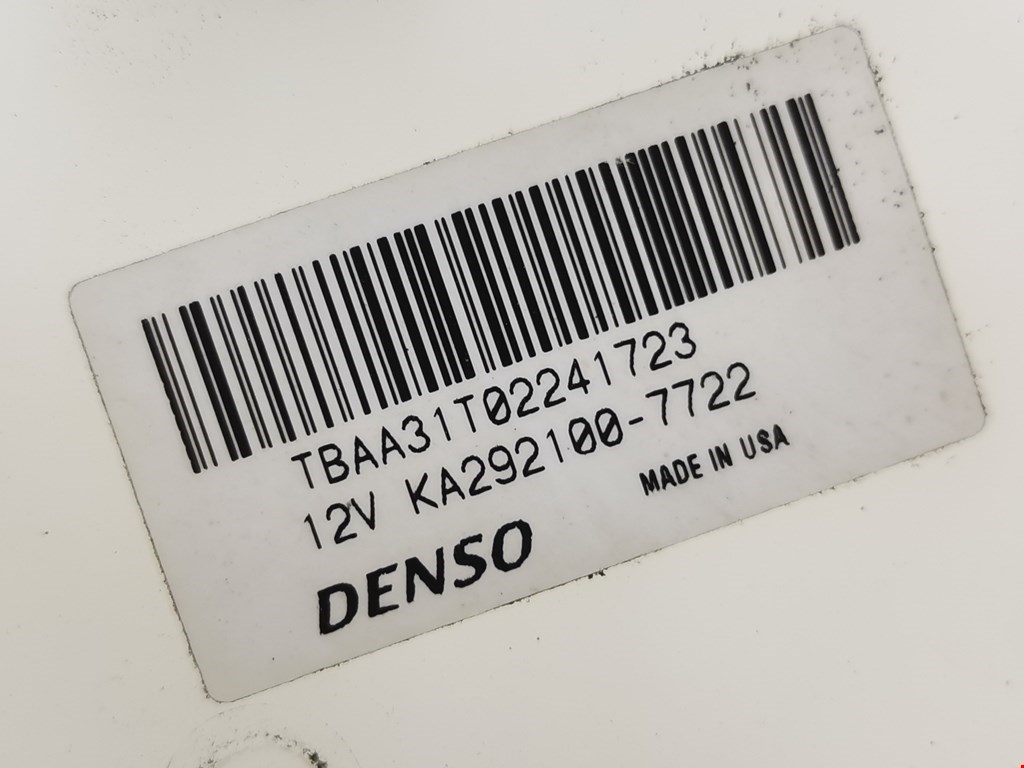 TBAA31T02241723
12V KA292100-7722
MADE IN USA
DENSO